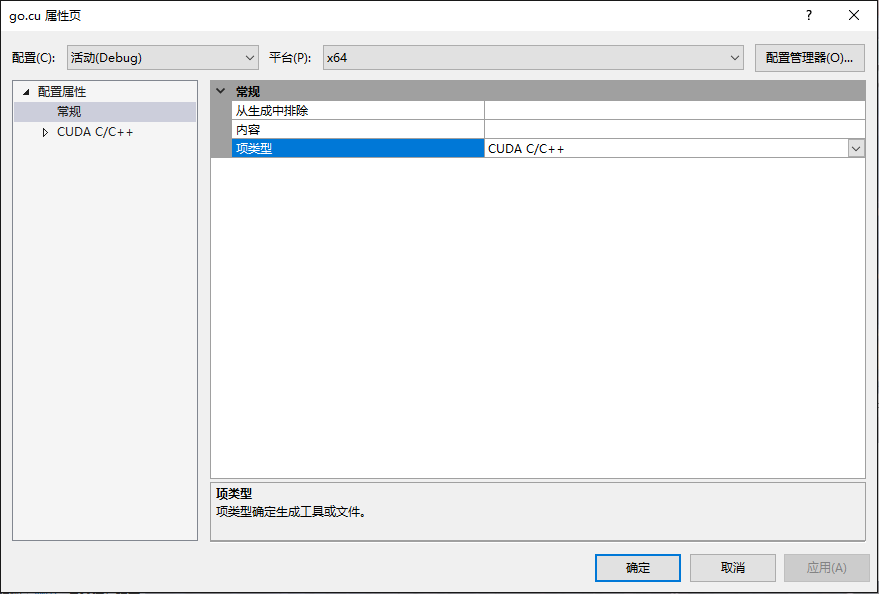 go.cu 属性页
?
配置(C): 活动(Debug) 平台(P): x64 配置管理器(O)...
配置属性
常规
CUDA C/C++
常规
从生成中排除
内容
项类型 CUDA C/C++
项类型
项类型确定生成工具或文件。
确定 取消 应用(A)